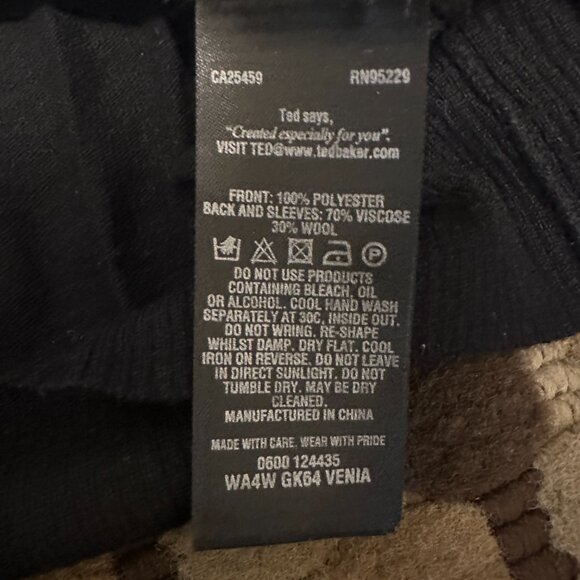 CA25459 RN95229
Ted says,
"Created especially for you".
VISIT TED@www.tedbaker.com
FRONT: 100% POLYESTER
BACK AND SLEEVES: 70% VISCOSE
30% WOOL
P
DO NOT USE PRODUCTS
CONTAINING BLEACH, OIL
OR ALCOHOL. COOL HAND WASH
SEPARATELY AT 30C, INSIDE OUT.
DO NOT WRING. RE-SHAPE
WHILST DAMP. DRY FLAT. COOL
IRON ON REVERSE. DO NOT LEAVE
IN DIRECT SUNLIGHT. DO NOT
TUMBLE DRY. MAY BE DRY
CLEANED.
MANUFACTURED IN CHINA
MADE WITH CARE. WEAR WITH PRIDE
0600 124435
WA4W GK64 VENIA